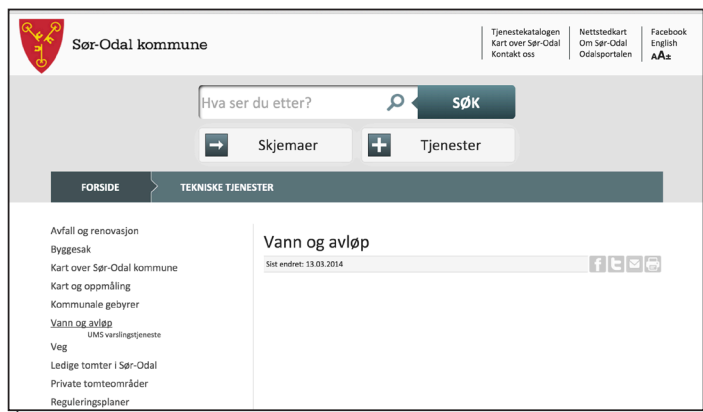 Sør-Odal kommune
Tjenestekatalogen
Kart over Sør-Odal
Kontakt oss
Nettstedkart
Om Sør-Odal
Odalsportalen
Facebook
English
AA±
Hva ser du etter?
SØK
Skjemaer
Tjenester
FORSIDE
TEKNISKE TJENESTER
Avfall og renovasjon
Byggesak
Kart over Sør-Odal kommune
Kart og oppmåling
Kommunale gebyrer
Vann og avløp
UMS varslingstjeneste
Veg
Ledige tomter i Sør-Odal
Private tomteområder
Reguleringsplaner
Vann og avløp
Sist endret: 13.03.2014